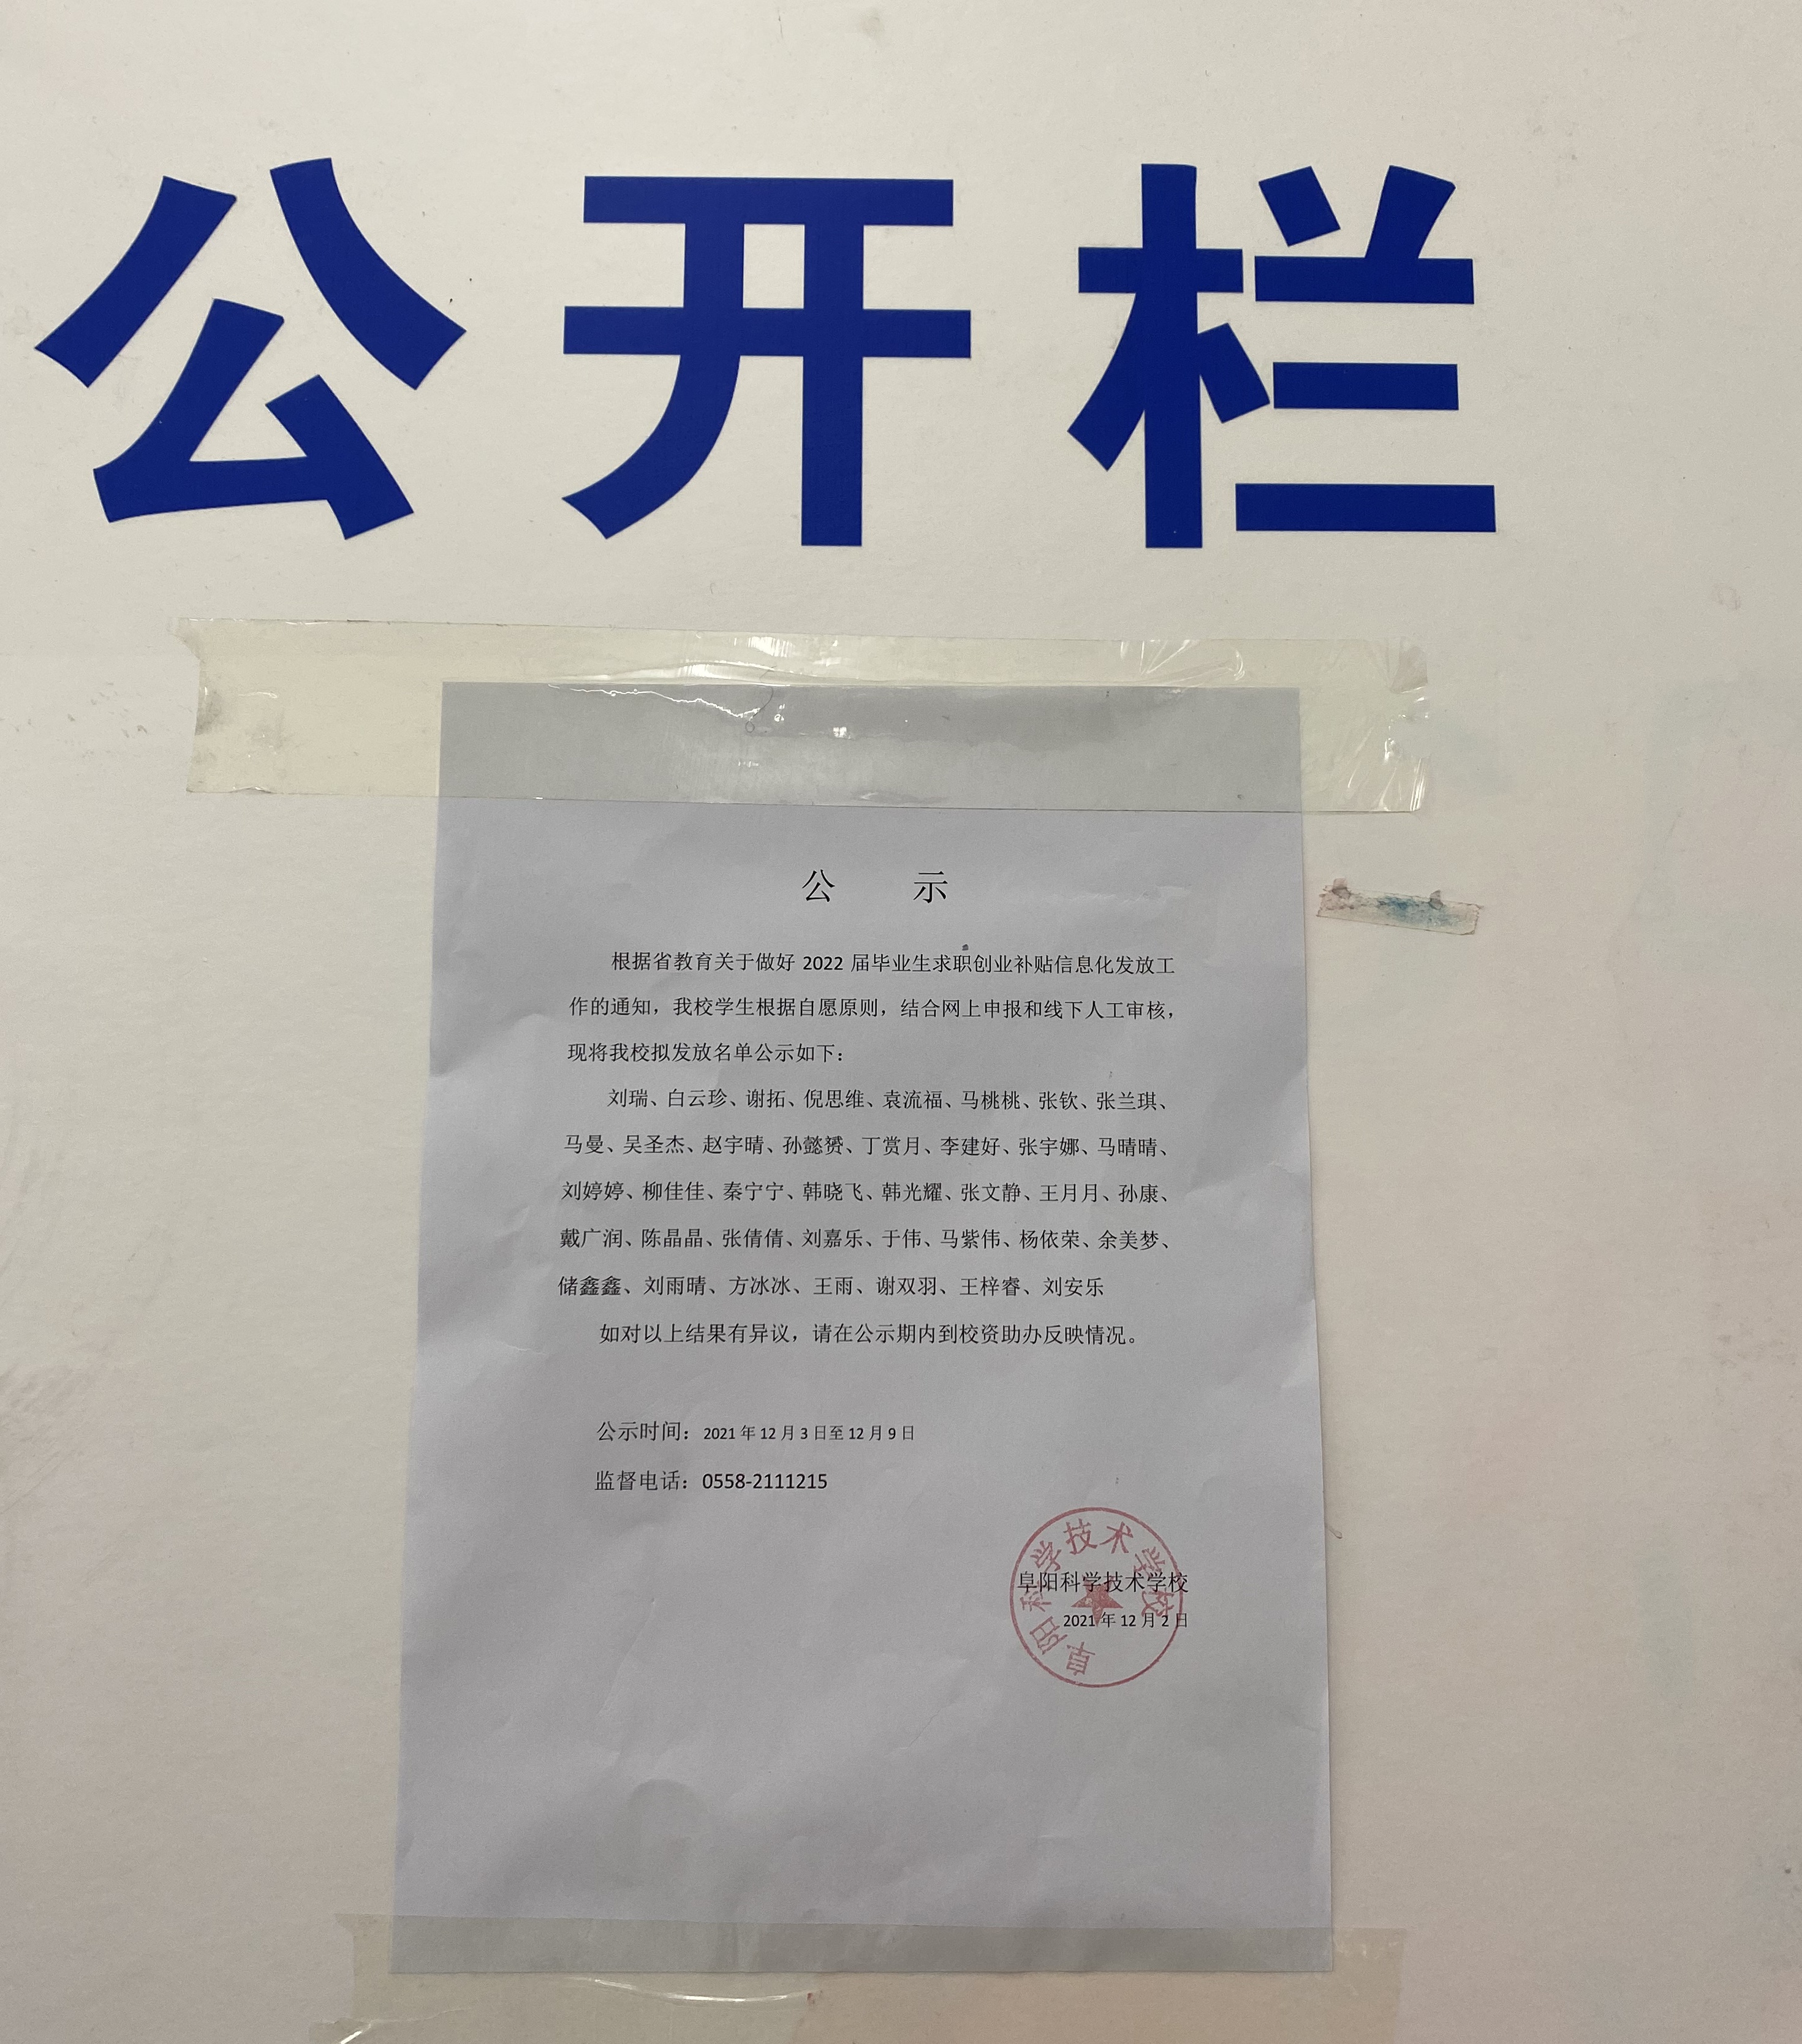 公开栏
公 示
根据省教育关于做好 2022 届毕业生求职创业补贴信息化发放工
作的通知，我校学生根据自愿原则，结合网上申报和线下人工审核，
现将我校拟发放名单公示如下：
刘瑞、白云珍、谢拓、倪思维、袁流福、马桃桃、张钦、张兰琪、
马曼、吴圣杰、赵宇晴、孙懿赟、丁赏月、李建好、张宇娜、马晴晴、
刘婷婷、柳佳佳、秦宁宁、韩晓飞、韩光耀、张文静、王月月、孙康、
戴广润、陈晶晶、张倩倩、刘嘉乐、于伟、马紫伟、杨依荣、余美梦、
储鑫鑫、刘雨晴、方冰冰、王雨、谢双羽、王梓睿、刘安乐
如对以上结果有异议，请在公示期内到校资助办反映情况。
公示时间：2021 年 12 月 3 日至 12 月 9 日
监督电话：0558-2111215
阜阳科学技术学校
阜阳科学技术学校
2021 年 12 月 2 日